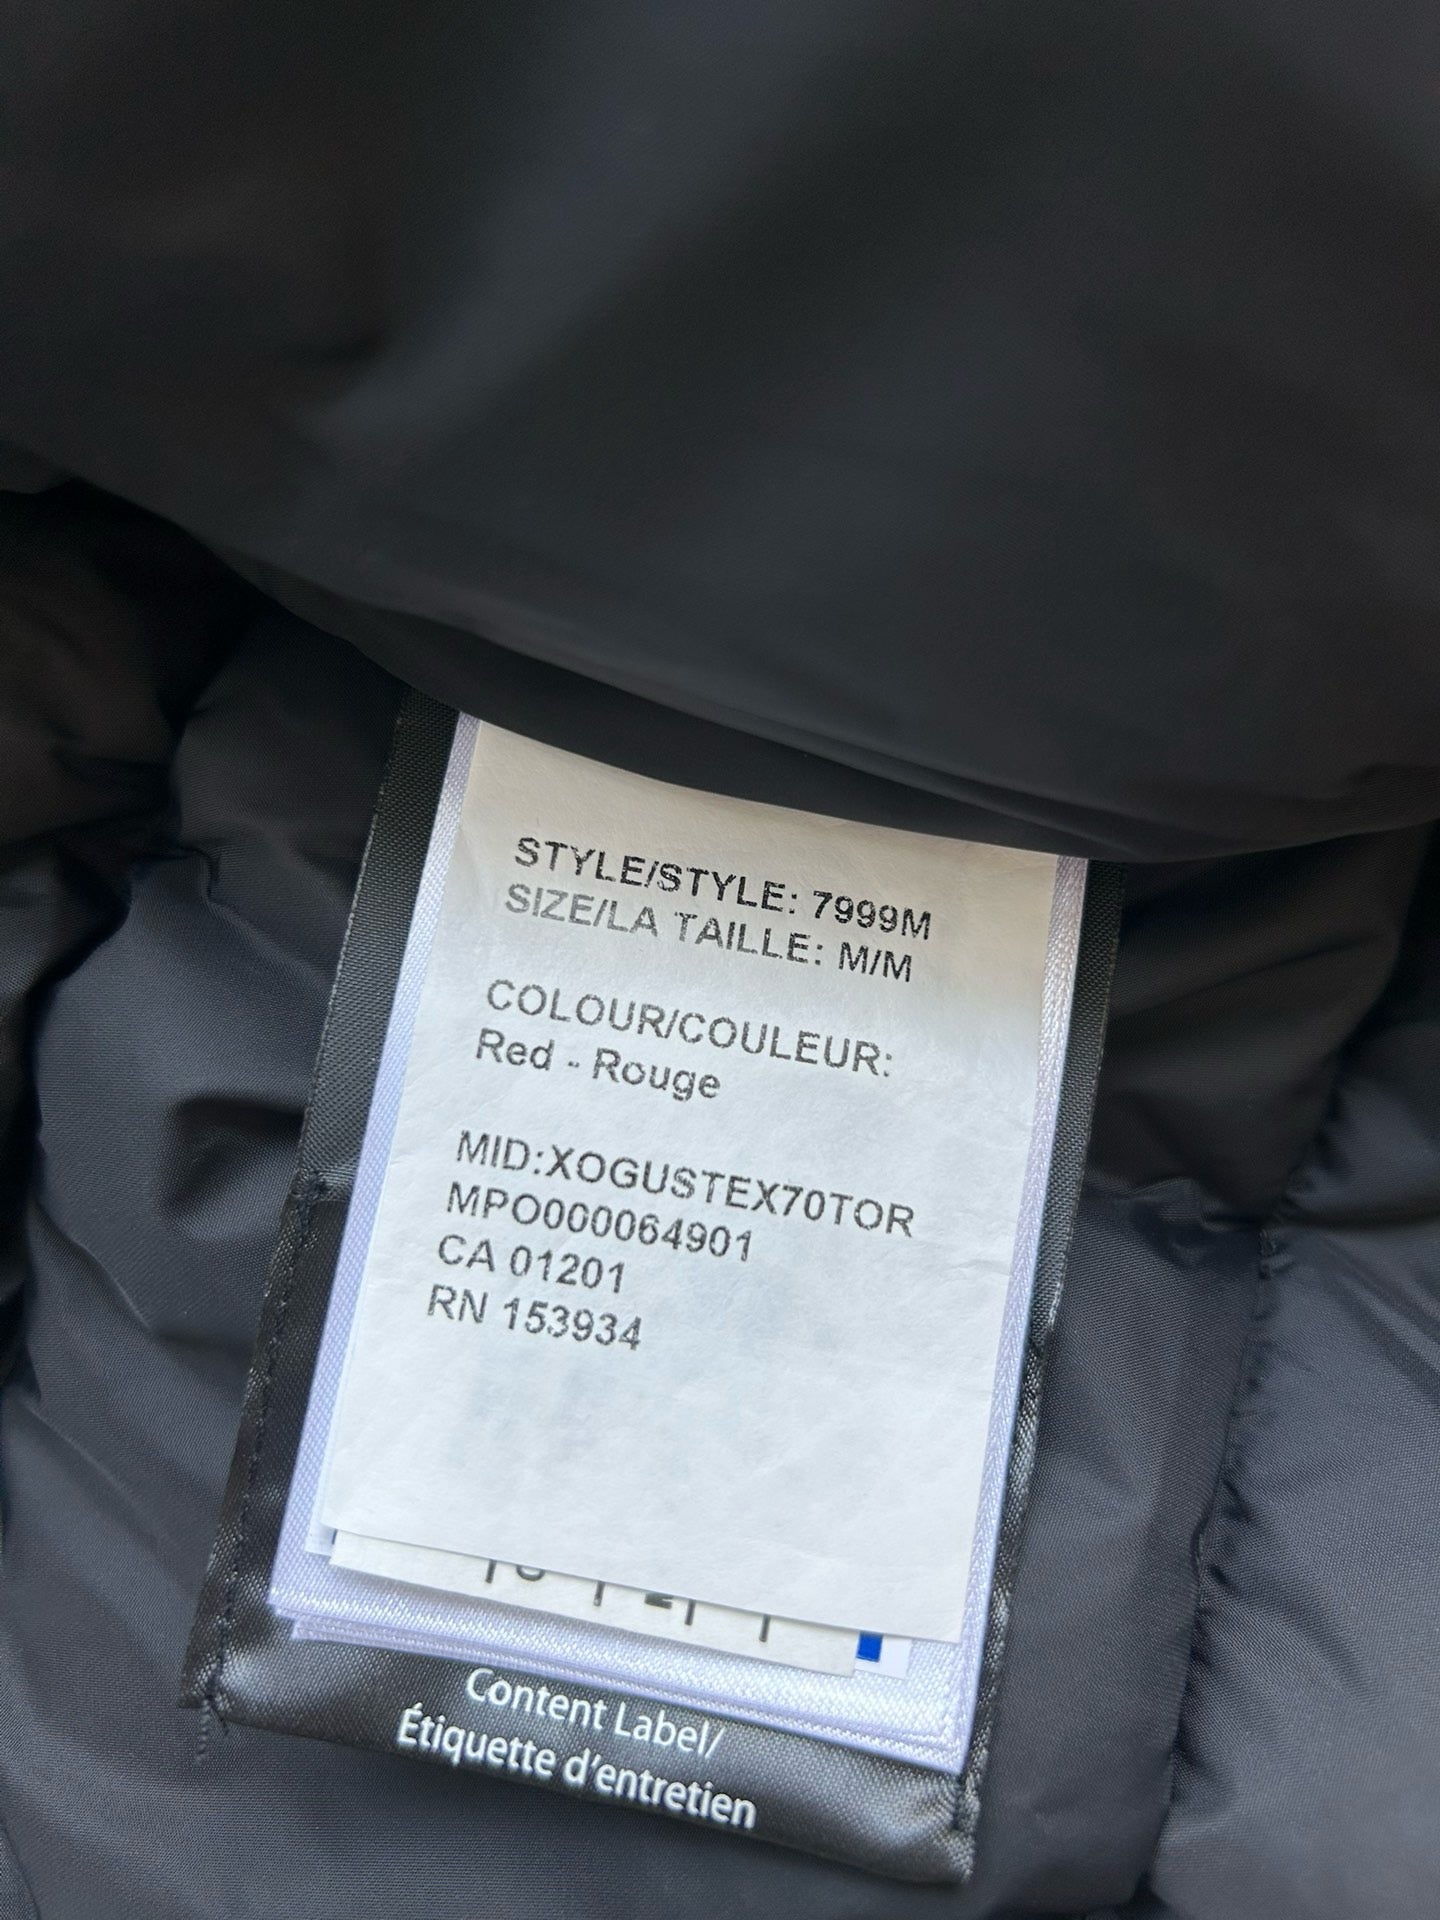 STYLE/STYLE: 7999M
SIZE/LA TAILLE: M/M
COLOUR/COULEUR:
Red - Rouge
MID:XOGUSTEX70TOR
MPO000064901
CA 01201
RN 153934
Content Label/
Étiquette d'entretien